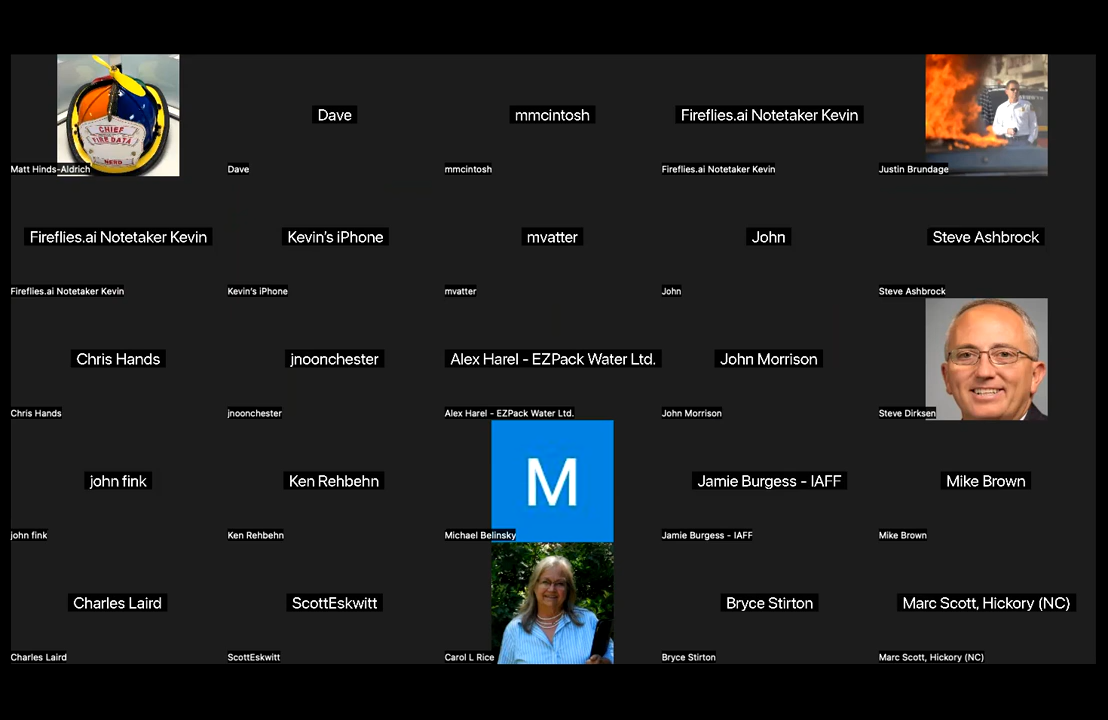 CHIEF
FIRE DATA
NERD
Dave
mmcintosh
Fireflies.ai Notetaker Kevin
Matt Hinds-Aldrich
Dave
mmcintosh
Fireflies.ai Notetaker Kevin
Justin Brundage
Fireflies.ai Notetaker Kevin
Kevin's iPhone
mvatter
John
Steve Ashbrock
Fireflies.ai Notetaker Kevin
Kevin's iPhone
mvatter
John
Steve Ashbrock
Chris Hands
jnoonchester
Alex Harel - EZPack Water Ltd.
John Morrison
Chris Hands
jnoonchester
Alex Harel - EZPack Water Ltd.
John Morrison
Steve Dirksen
john fink
Ken Rehbehn
M
Jamie Burgess - IAFF
Mike Brown
john fink
Ken Rehbehn
Michael Belinsky
Jamie Burgess - IAFF
Mike Brown
Charles Laird
ScottEskwitt
Bryce Stirton
Marc Scott, Hickory (NC)
Charles Laird
ScottEskwitt
Carol L Rice
Bryce Stirton
Marc Scott, Hickory (NC)